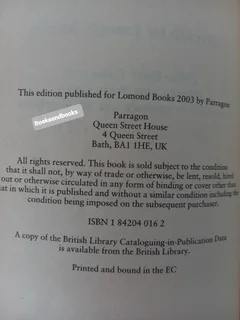 This edition published for Lomond Books 2003 by Parragon
Bookaandbooks
Parragon
Queen Street House
4 Queen Street
Bath, BA1 1HE, UK
All rights reserved. This book is sold subject to the condition
that it shall not, by way of trade or otherwise, be lent, resold, hired
out or otherwise circulated in any form of binding or cover other than
that in which it is published and without a similar condition including the
condition being imposed on the subsequent purchaser.
ISBN 1 84204 016 2
A copy of the British Library Cataloguing-in-Publication Data
is available from the British Library.
Printed and bound in the EC